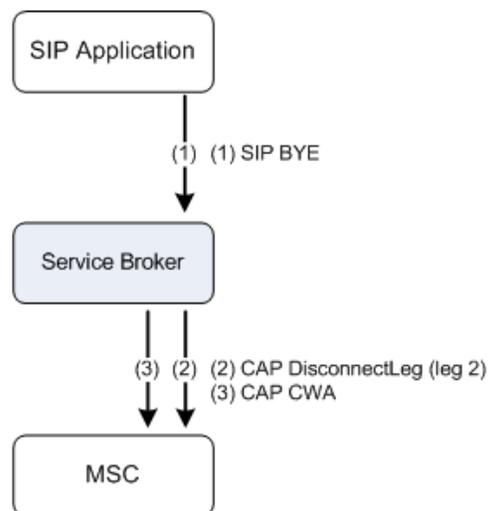 SIP Application
(1) (1) SIP BYE
Service Broker
(3) (2) (2) CAP DisconnectLeg (leg 2)
(3) CAP CWA
MSC